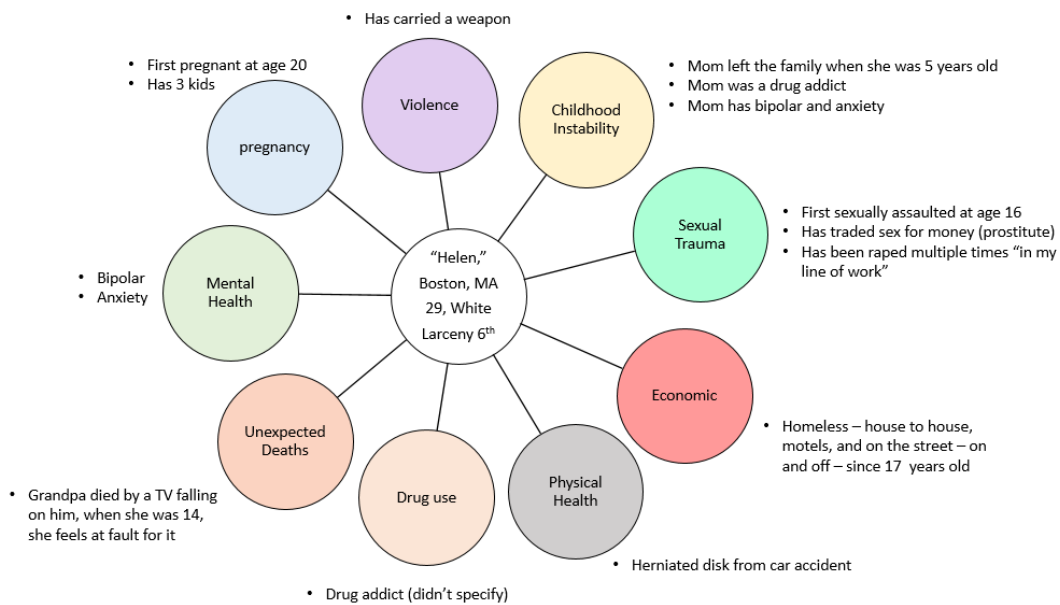 • Has carried a weapon
• First pregnant at age 20
• Has 3 kids
Violence
• Mom left the family when she was 5 years old
• Mom was a drug addict
• Mom has bipolar and anxiety
Childhood
Instability
pregnancy
Sexual
Trauma
• First sexually assaulted at age 16
• Has traded sex for money (prostitute)
• Has been raped multiple times “in my
line of work”
• Bipolar
• Anxiety
Mental
Health
“Helen,”
Boston, MA
29, White
Larceny 6th
Economic
• Homeless – house to house,
motels, and on the street – on
and off – since 17 years old
Unexpected
Deaths
• Grandpa died by a TV falling
on him, when she was 14,
she feels at fault for it
Drug use
Physical
Health
• Herniated disk from car accident
• Drug addict (didn’t specify)